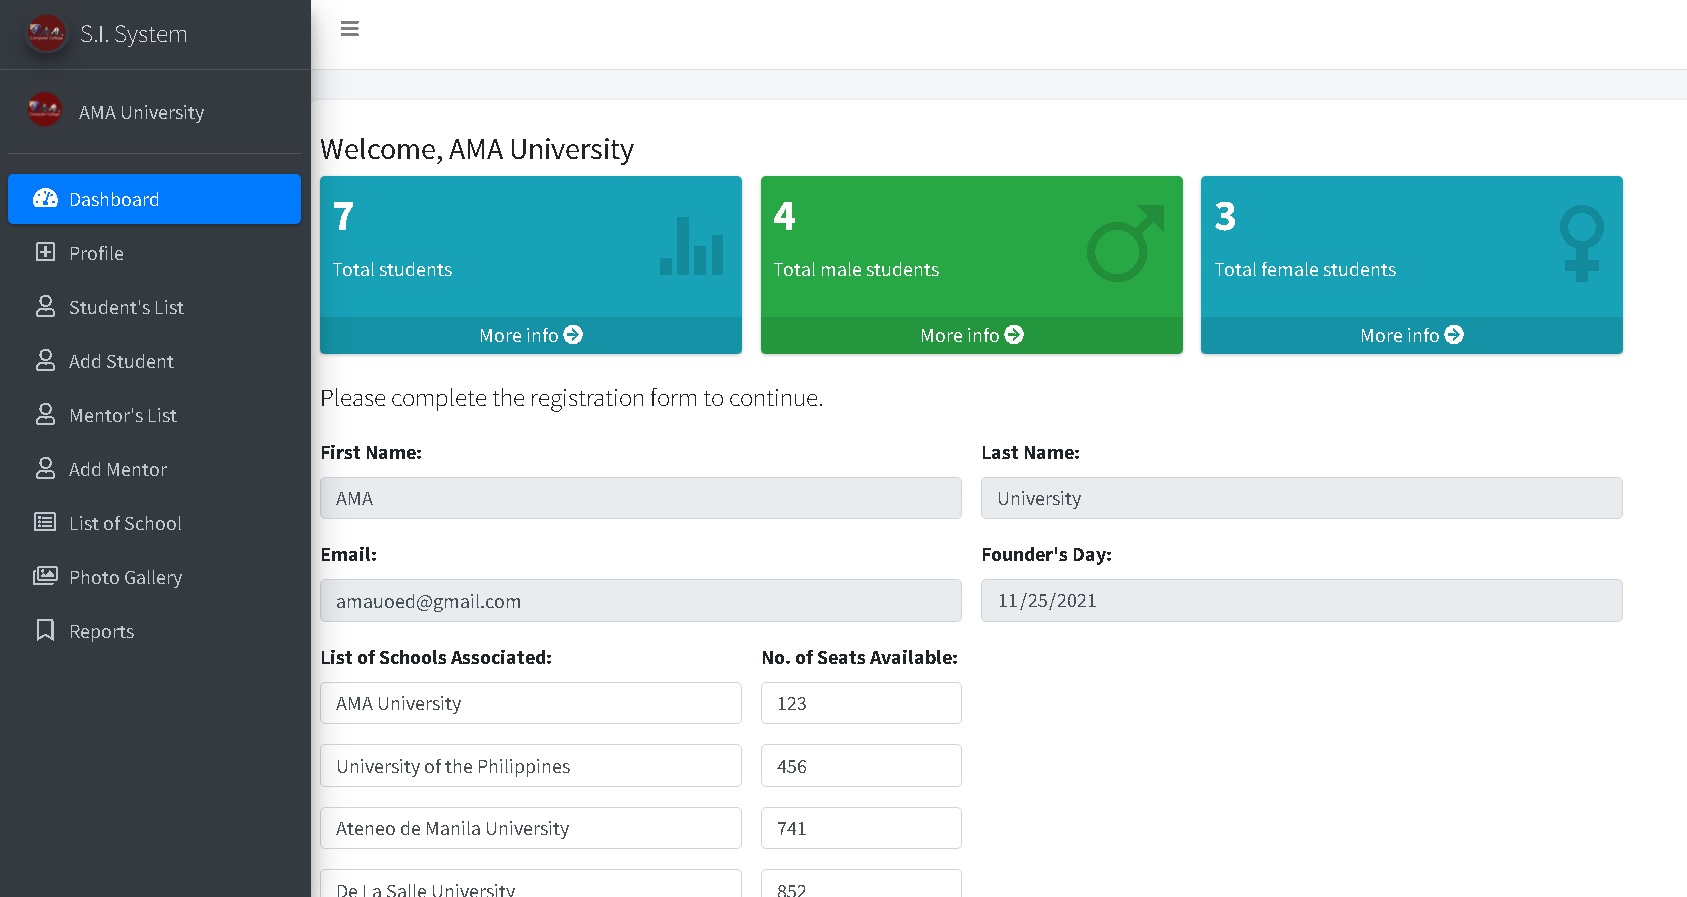 S.I. System
AMA University
Dashboard
Profile
Student's List
Add Student
Mentor's List
Add Mentor
List of School
Photo Gallery
Reports
Welcome, AMA University
7
Total students
More info
4
Total male students
More info
3
Total female students
More info
Please complete the registration form to continue.
First Name:
Last Name:
AMA
University
Email:
Founder's Day:
amauoed@gmail.com
11/25/2021
List of Schools Associated:
No. of Seats Available:
AMA University
123
University of the Philippines
456
Ateneo de Manila University
741
De La Salle University
852